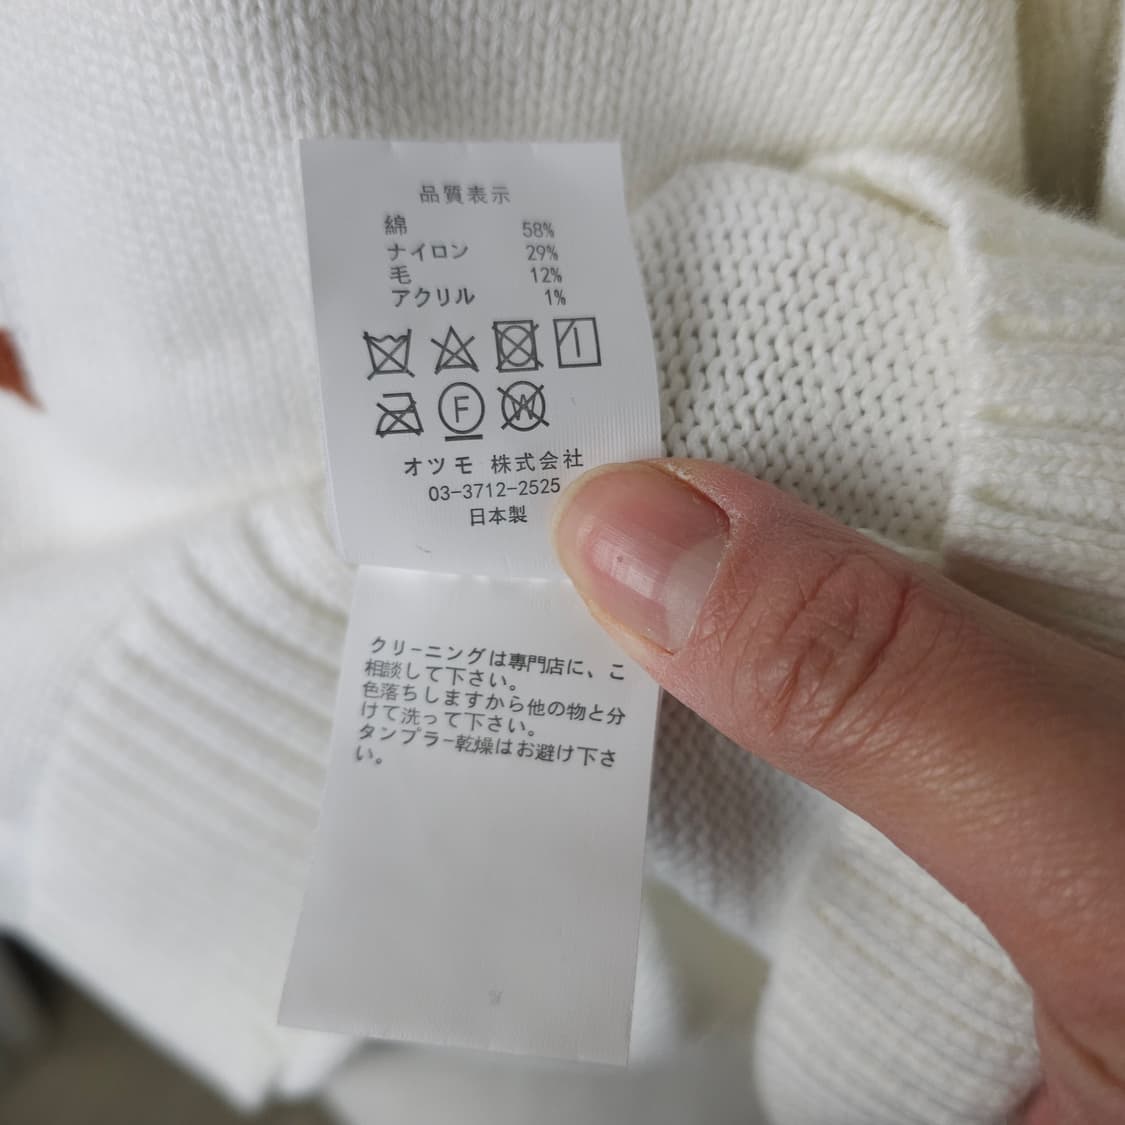 品質表示
綿 58%
ナイロン 29%
毛 12%
アクリル 1%
F
W
オツモ 株式会社
03-3712-2525
日本製
クリーニングは専門店に、こ
相談して下さい。
色落ちしますから他の物と分
けて洗って下さい。
タンプラー乾燥はお避け下さ
い。